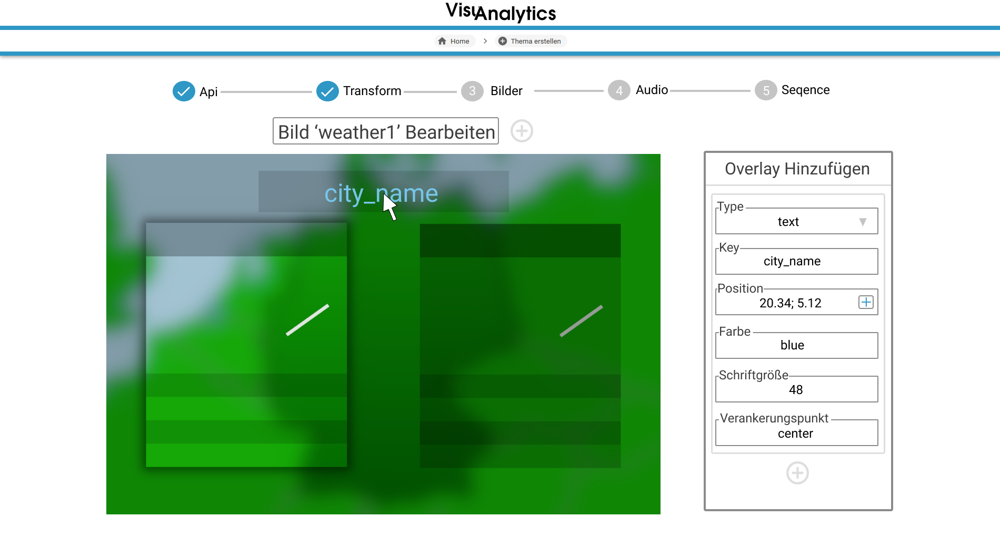 VisuAnalytics
Home > Thema erstellen
Api Transform 3 Bilder 4 Audio 5 Seqence
Bild ‘weather1’ Bearbeiten
city_name
Overlay Hinzufügen
Type
text
Key
city_name
Position
20.34; 5.12
Farbe
blue
Schriftgröße
48
Verankerungspunkt
center